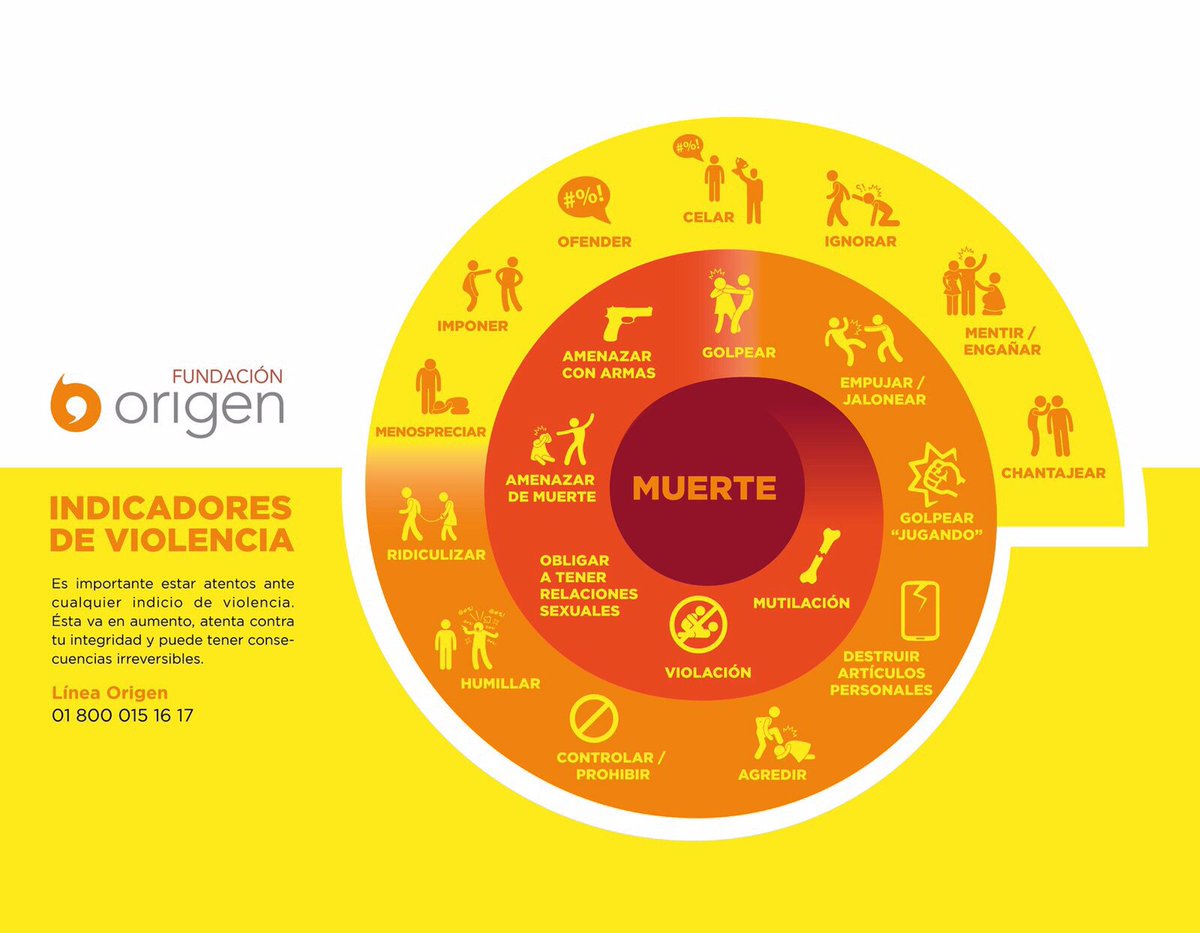 FUNDACIÓN
origen
INDICADORES
DE VIOLENCIA
Es importante estar atentos ante
cualquier indicio de violencia.
Ésta va en aumento, atenta contra
tu integridad y puede tener conse-
cuencias irreversibles.
Línea Origen
01 800 015 16 17
CHANTAJEAR
MENTIR /
ENGAÑAR
IGNORAR
#%!
CELAR
#%!
OFENDER
IMPONER
MENOSPRECIAR
RIDICULIZAR
HUMILLAR
CONTROLAR /
PROHIBIR
AGREDIR
DESTRUIR
ARTÍCULOS
PERSONALES
GOLPEAR
“JUGANDO”
EMPUJAR /
JALONEAR
GOLPEAR
AMENAZAR
CON ARMAS
AMENAZAR
DE MUERTE
OBLIGAR
A TENER
RELACIONES
SEXUALES
VIOLACIÓN
MUTILACIÓN
MUERTE